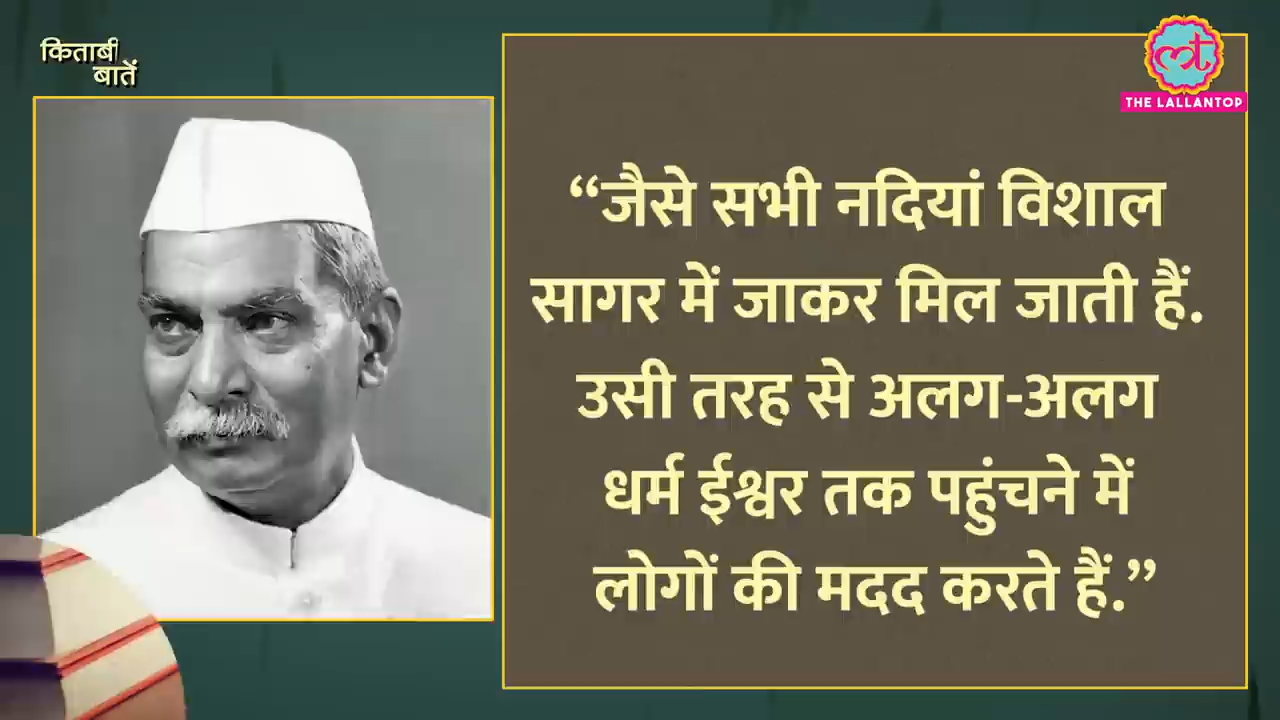 किताबी
बातें
THE LALLANTOP
“जैसे सभी नदियां विशाल
सागर में जाकर मिल जाती हैं.
उसी तरह से अलग-अलग
धर्म ईश्वर तक पहुंचने में
लोगों की मदद करते हैं.”